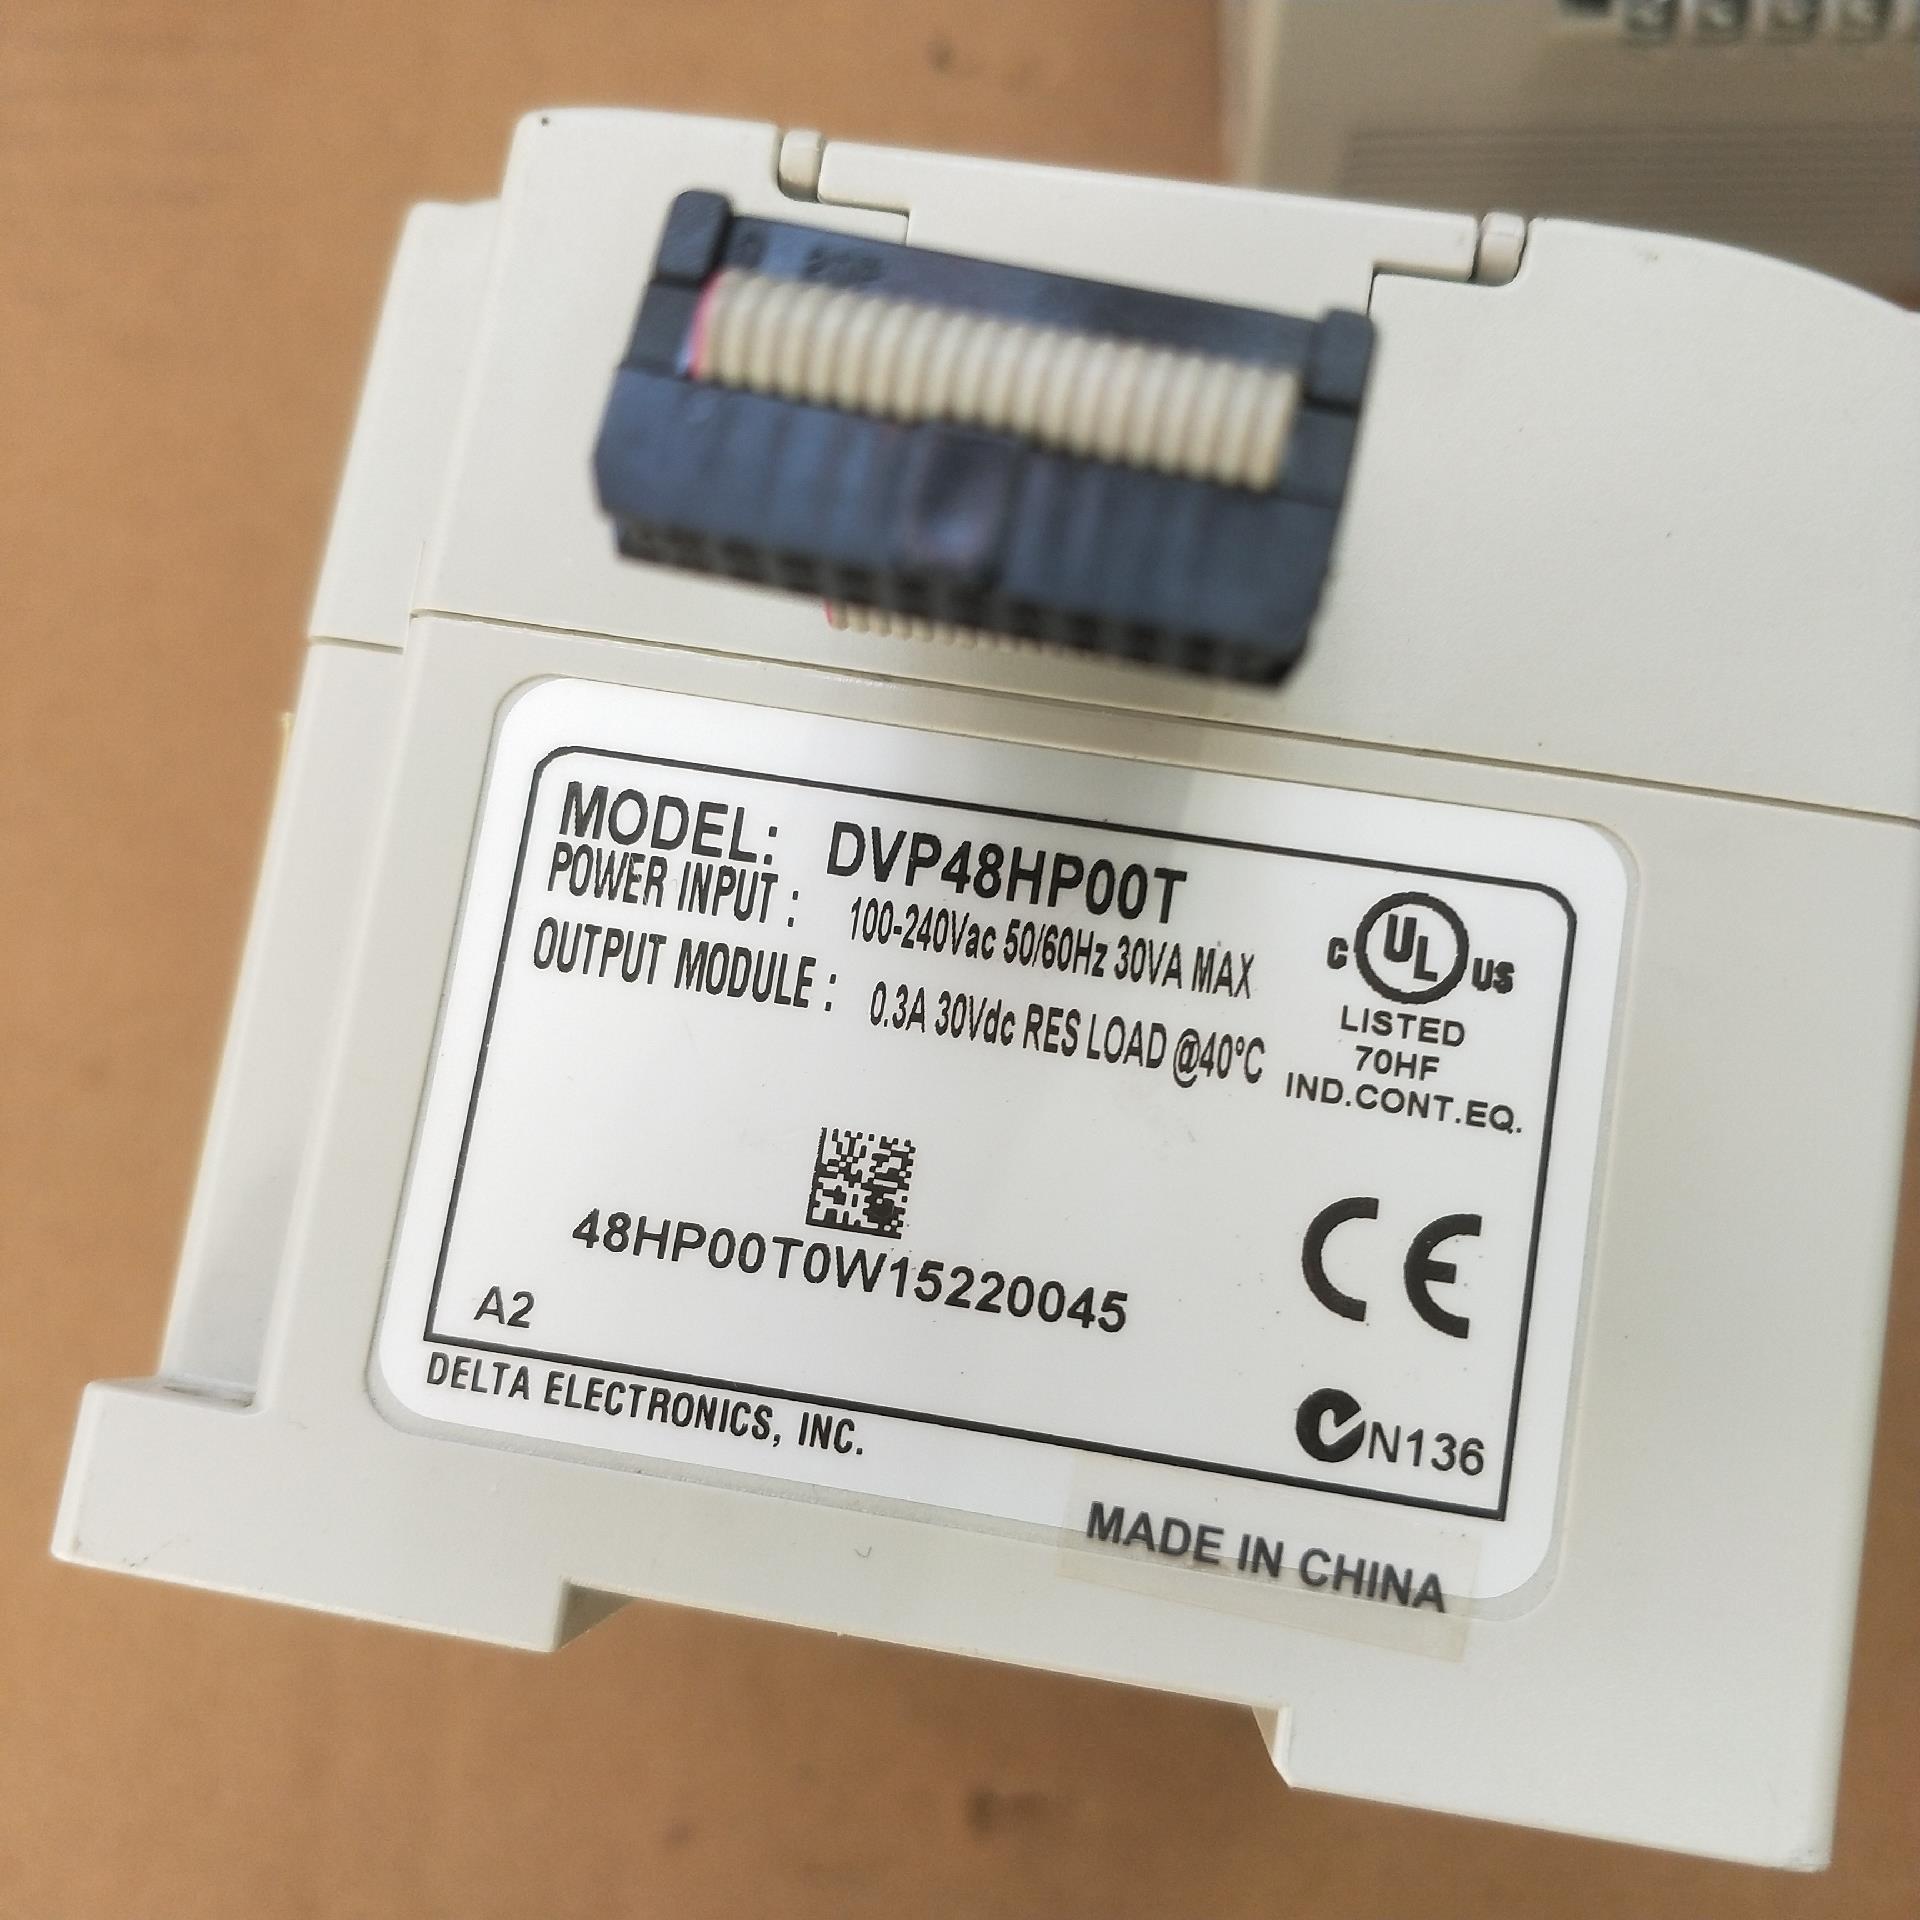 MODEL: DVP48HP00T
POWER INPUT : 100-240Vac 50/60Hz 30VA MAX
OUTPUT MODULE : 0.3A 30Vdc RES LOAD @40°C
C UL US
LISTED
70HF
IND.CONT.EQ.
48HP00T0W15220045
CE
A2
N136
DELTA ELECTRONICS, INC.
MADE IN CHINA